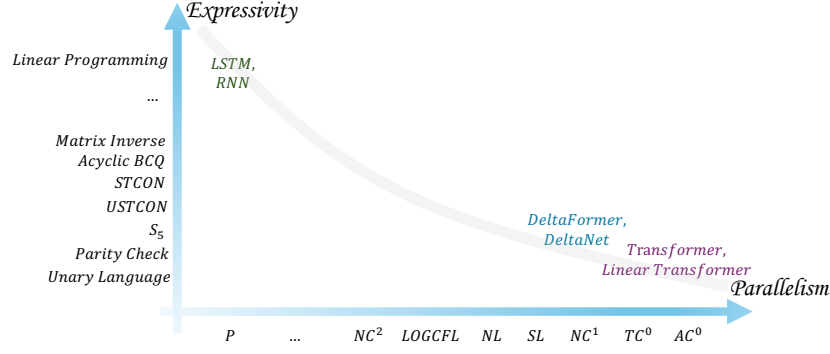 Expressivity
Linear Programming
...
Matrix Inverse
Acyclic BCQ
STCON
USTCON
S₅
Parity Check
Unary Language
LSTM,
RNN
DeltaFormer,
DeltaNet
Transformer,
Linear Transformer
Parallelism
P ... NC² LOGCFL NL SL NC¹ TC⁰ AC⁰